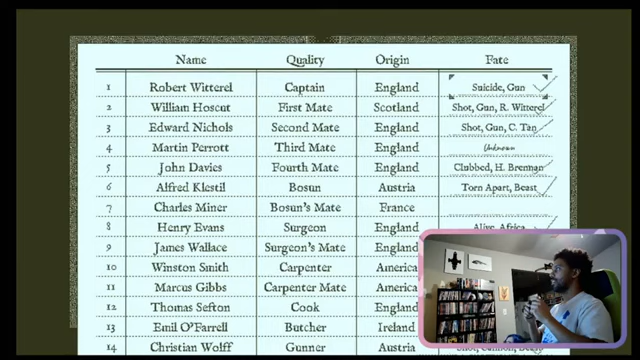 Name Quality Origin Fate
1 Robert Witterel Captain England Suicide, Gun
2 William Hoscut First Mate Scotland Shot, Gun, R. Witterel
3 Edward Nichols Second Mate England Shot, Gun, C. Tan
4 Martin Perrott Third Mate England Unknown
5 John Davies Fourth Mate England Clubbed, H. Brennan
6 Alfred Klestil Bosun Austria Torn Apart, Beast
7 Charles Miner Bosun's Mate France
8 Henry Evans Surgeon England Alive, Africa
9 James Wallace Surgeon's Mate England
10 Winston Smith Carpenter America
11 Marcus Gibbs Carpenter Mate America
12 Thomas Sefton Cook England
13 Emil O'Farrell Butcher Ireland
14 Christian Wolff Gunner Austria Shot, Cannon, Beast